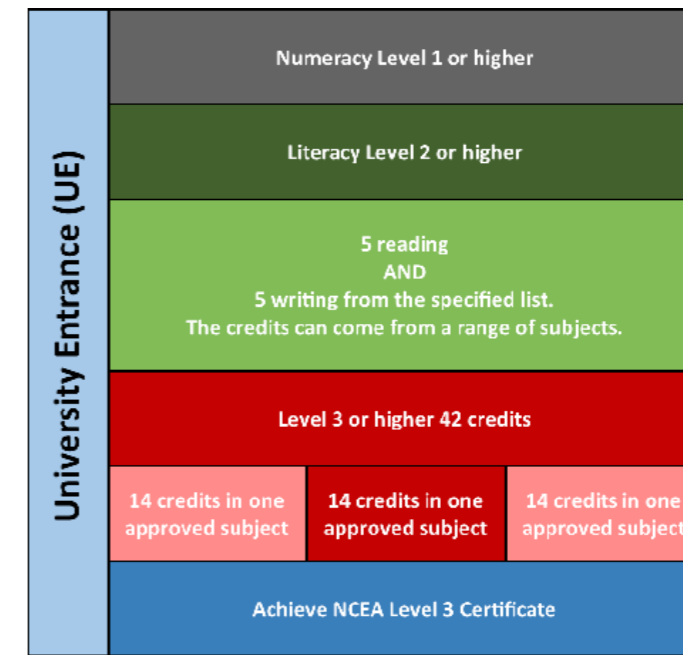 University Entrance (UE)
Numeracy Level 1 or higher
Literacy Level 2 or higher
5 reading
AND
5 writing from the specified list.
The credits can come from a range of subjects.
Level 3 or higher 42 credits
14 credits in one
approved subject
14 credits in one
approved subject
14 credits in one
approved subject
Achieve NCEA Level 3 Certificate